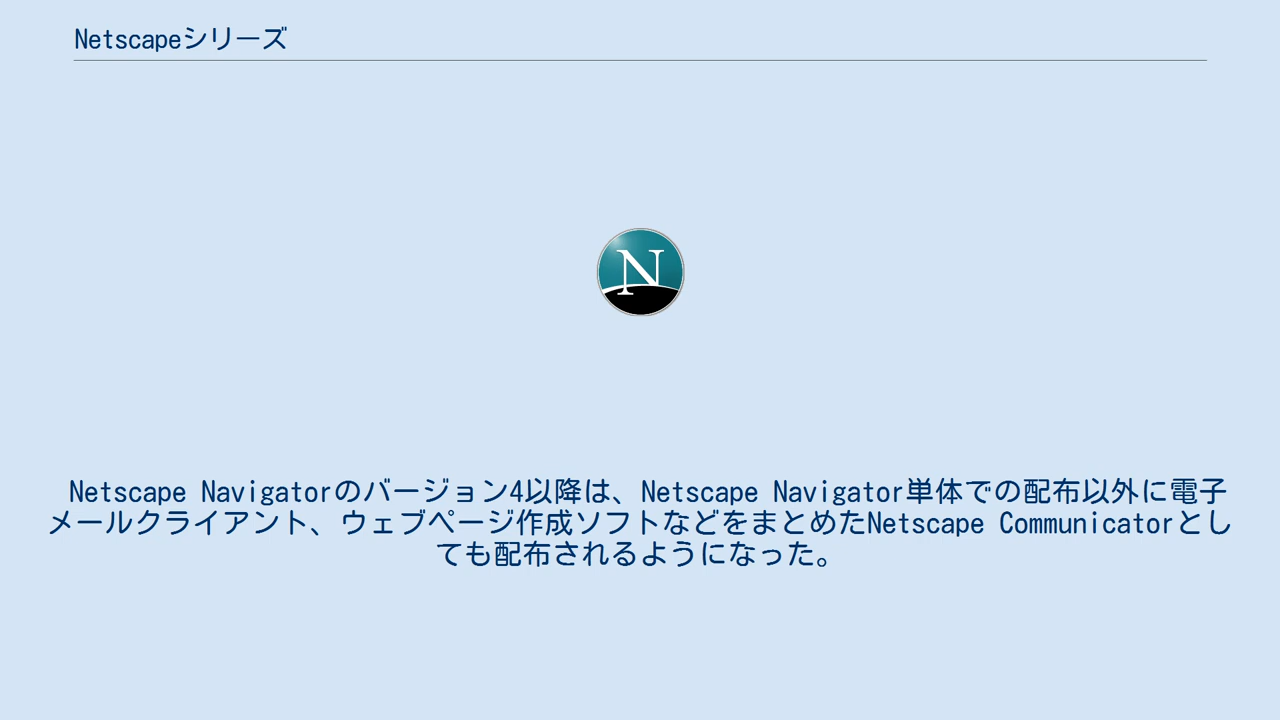 Netscapeシリーズ
N
Netscape Navigatorのバージョン4以降は、Netscape Navigator単体での配布以外に電子
メールクライアント、ウェブページ作成ソフトなどをまとめたNetscape Communicatorとし
ても配布されるようになった。